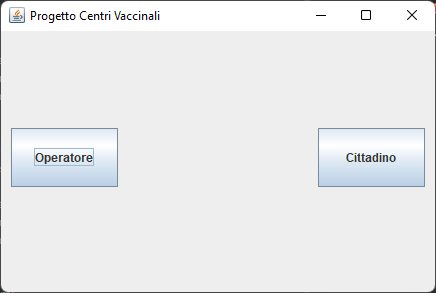 Progetto Centri Vaccinali
Operatore
Cittadino